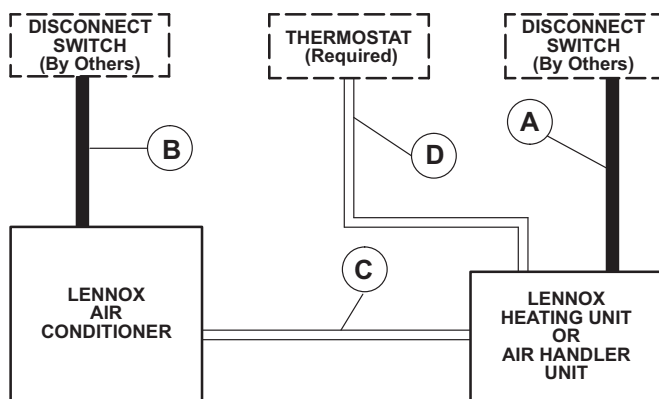 DISCONNECT
SWITCH
(By Others)
THERMOSTAT
(Required)
DISCONNECT
SWITCH
(By Others)
A
B
D
C
LENNOX
AIR
CONDITIONER
LENNOX
HEATING UNIT
OR
AIR HANDLER
UNIT